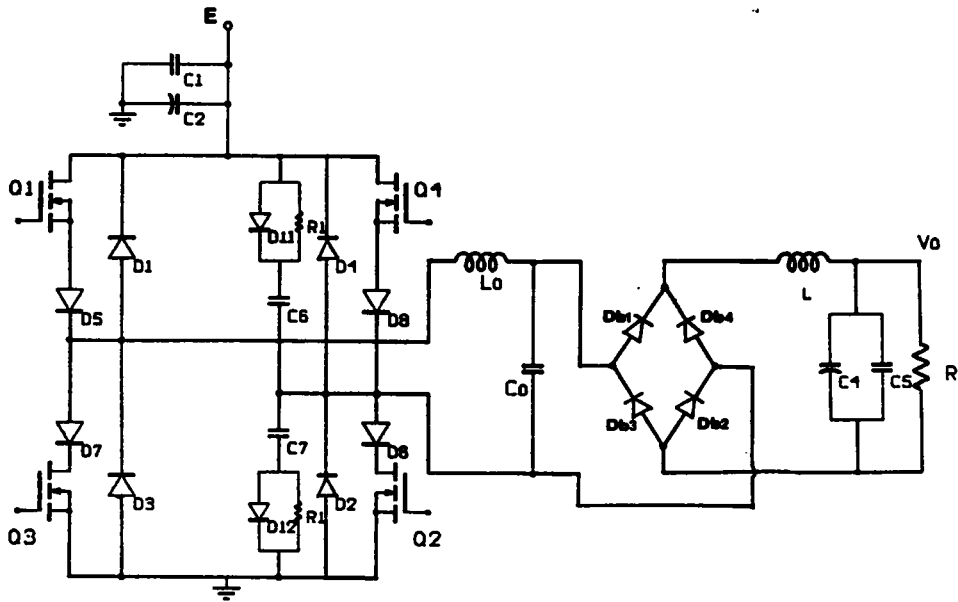 E
C1
C2
Q1
Q4
D11
R1
D1
D4
Lo
Vo
D5
C6
D8
L
Db1
Db4
Co
C4
C5
R
D7
C7
D6
Db3
Db2
D3
D12
R1
D2
Q3
Q2